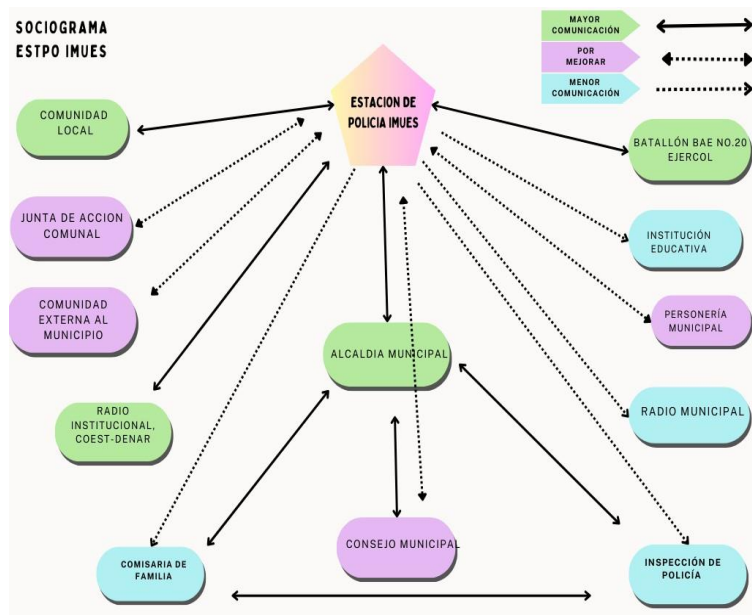 SOCIOGRAMA
ESTPO IMUES
MAYOR
COMUNICACIÓN
POR
MEJORAR
MENOR
COMUNICACIÓN
ESTACION DE
POLICIA IMUES
COMUNIDAD
LOCAL
BATALLÓN BAE NO.20
EJERCOL
JUNTA DE ACCION
COMUNAL
INSTITUCIÓN
EDUCATIVA
COMUNIDAD
EXTERNA AL
MUNICIPIO
PERSONERÍA
MUNICIPAL
ALCALDIA MUNICIPAL
RADIO
INSTITUCIONAL,
COEST-DENAR
RADIO MUNICIPAL
COMISARIA DE
FAMILIA
CONSEJO MUNICIPAL
INSPECCIÓN DE
POLICÍA